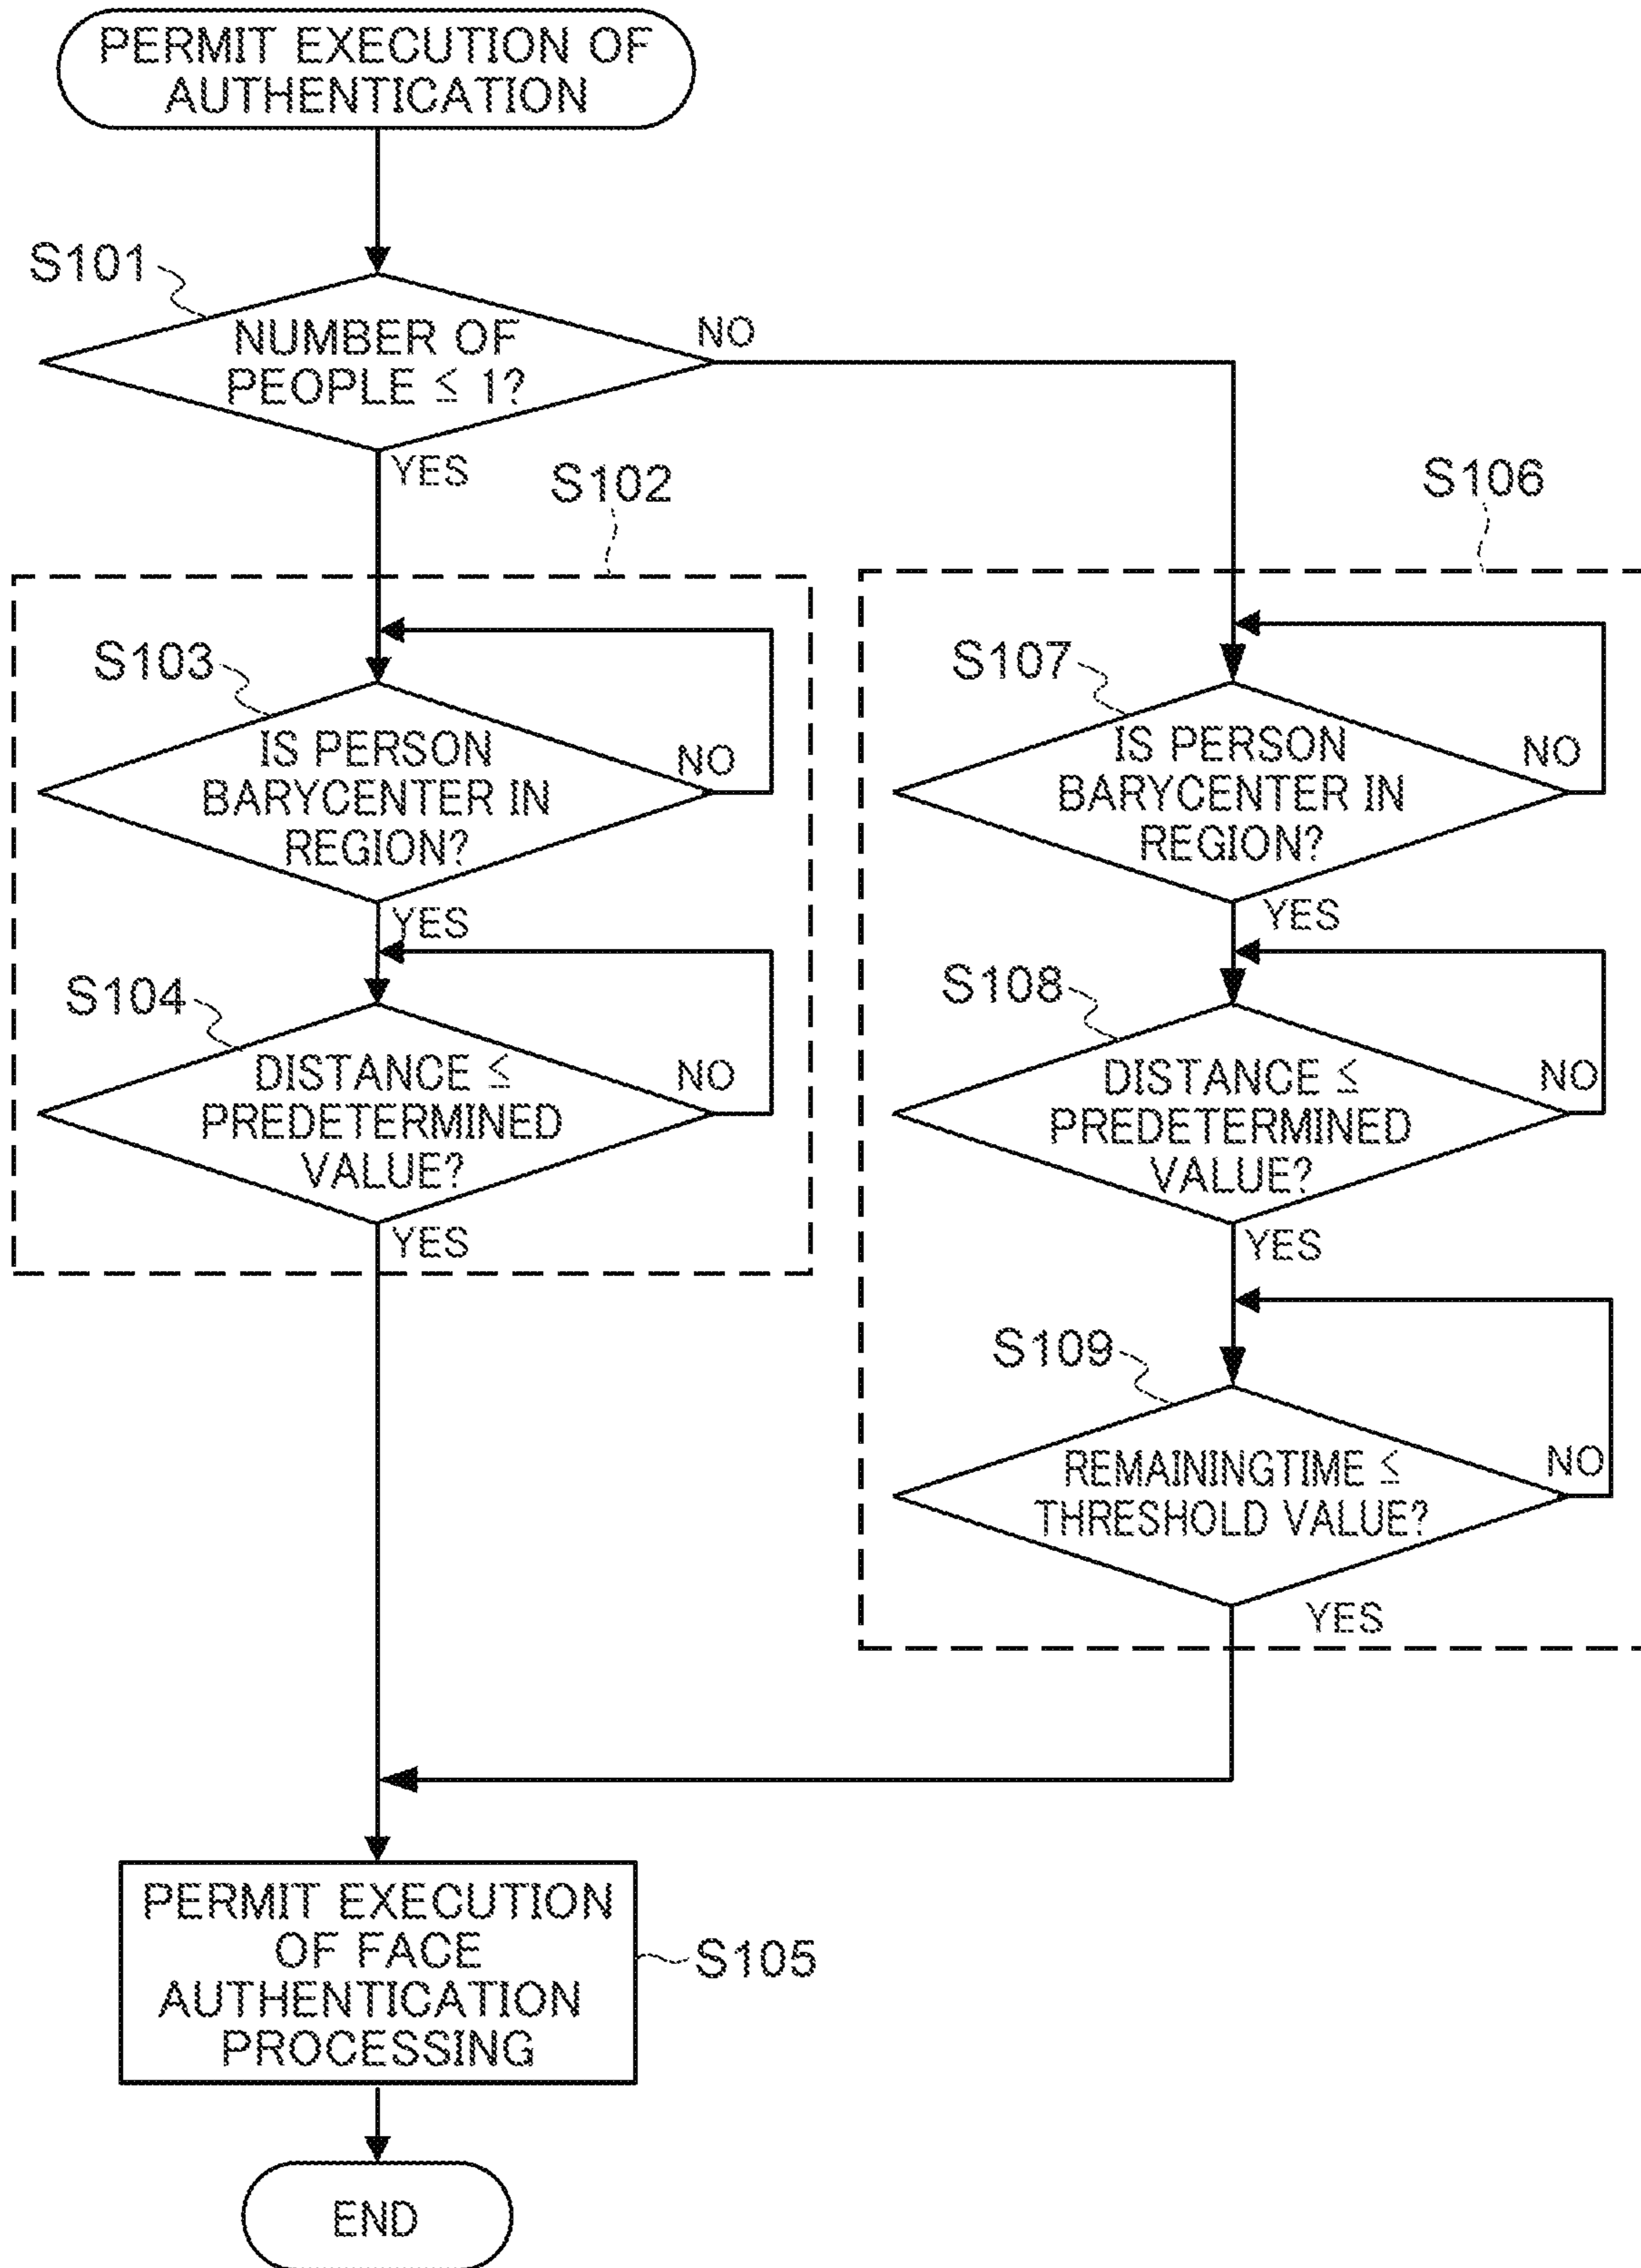 PERMIT EXECUTION OF
AUTHENTICATION
S101
NUMBER OF
PEOPLE ≦ 1?
NO
YES
S102
S106
S103
IS PERSON
BARYCENTER IN
REGION?
NO
YES
S107
IS PERSON
BARYCENTER IN
REGION?
NO
YES
S104
DISTANCE ≦
PREDETERMINED
VALUE?
NO
YES
S108
DISTANCE ≦
PREDETERMINED
VALUE?
NO
YES
S109
REMAININGTIME ≦
THRESHOLD VALUE?
NO
YES
PERMIT EXECUTION
OF FACE
AUTHENTICATION
PROCESSING
S105
END